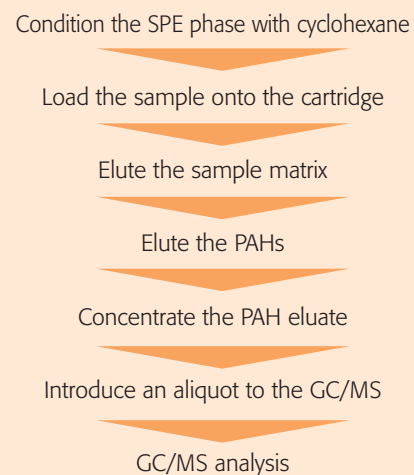 Condition the SPE phase with cyclohexane
Load the sample onto the cartridge
Elute the sample matrix
Elute the PAHs
Concentrate the PAH eluate
Introduce an aliquot to the GC/MS
GC/MS analysis